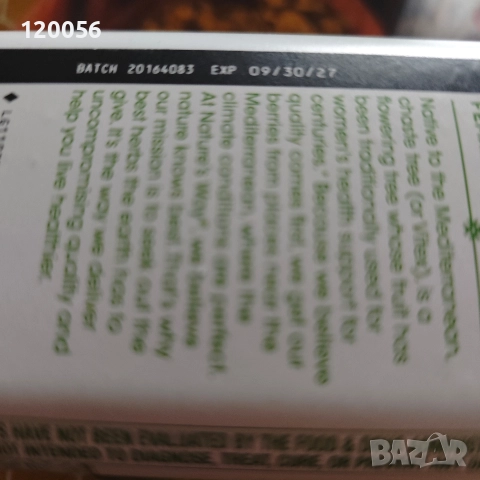 120056
BATCH 20164083 EXP 09/30/27
Native to the Mediterranean,
chaste tree (or Vitex), is a
flowering tree whose fruit has
been traditionally used for
women's health support for
centuries.* Because we believe
quality comes first, we get our
berries from places near the
Mediterranean where the
climate conditions are perfect.
At Nature's Way®, we believe
nature knows best. That's why
our mission is to seek out the
best herbs the earth has to
give. It's the way we deliver
uncompromising quality and
help you live healthier.
HAVE NOT BEEN EVALUATED BY THE FOOD &
INTENDED TO DIAGNOSE, TREAT, CURE, OR
BAZAR.bg